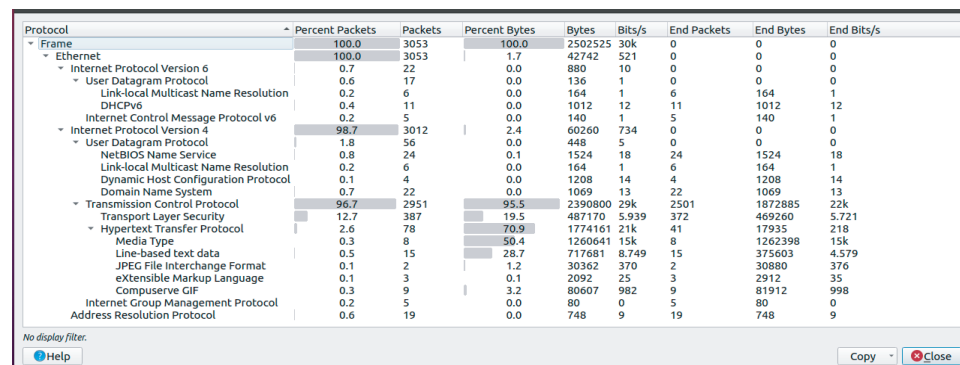 Protocol Percent Packets Packets Percent Bytes Bytes Bits/s End Packets End Bytes End Bits/s
Frame 100.0 3053 100.0 2502525 30k 0 0 0
Ethernet 100.0 3053 1.7 42742 521 0 0 0
Internet Protocol Version 6 0.7 22 0.0 880 10 0 0 0
User Datagram Protocol 0.6 17 0.0 136 1 0 0 0
Link-local Multicast Name Resolution 0.2 6 0.0 164 1 6 164 1
DHCPv6 0.4 11 0.0 1012 12 11 1012 12
Internet Control Message Protocol v6 0.2 5 0.0 140 1 5 140 1
Internet Protocol Version 4 98.7 3012 2.4 60260 734 0 0 0
User Datagram Protocol 1.8 56 0.0 448 5 0 0 0
NetBIOS Name Service 0.8 24 0.1 1524 18 24 1524 18
Link-local Multicast Name Resolution 0.2 6 0.0 164 1 6 164 1
Dynamic Host Configuration Protocol 0.1 4 0.0 1208 14 4 1208 14
Domain Name System 0.7 22 0.0 1069 13 22 1069 13
Transmission Control Protocol 96.7 2951 95.5 2390800 29k 2501 1872885 22k
Transport Layer Security 12.7 387 19.5 487170 5.939 372 469260 5.721
Hypertext Transfer Protocol 2.6 78 70.9 1774161 21k 41 17935 218
Media Type 0.3 8 50.4 1260641 15k 8 1262398 15k
Line-based text data 0.5 15 28.7 717681 8.749 15 375603 4.579
JPEG File Interchange Format 0.1 2 1.2 30362 370 2 30880 376
eXtensible Markup Language 0.1 3 0.1 2092 25 3 2912 35
Compuserve GIF 0.3 9 3.2 80607 982 9 81912 998
Internet Group Management Protocol 0.2 5 0.0 80 0 5 80 0
Address Resolution Protocol 0.6 19 0.0 748 9 19 748 9
No display filter.
Help Copy Close